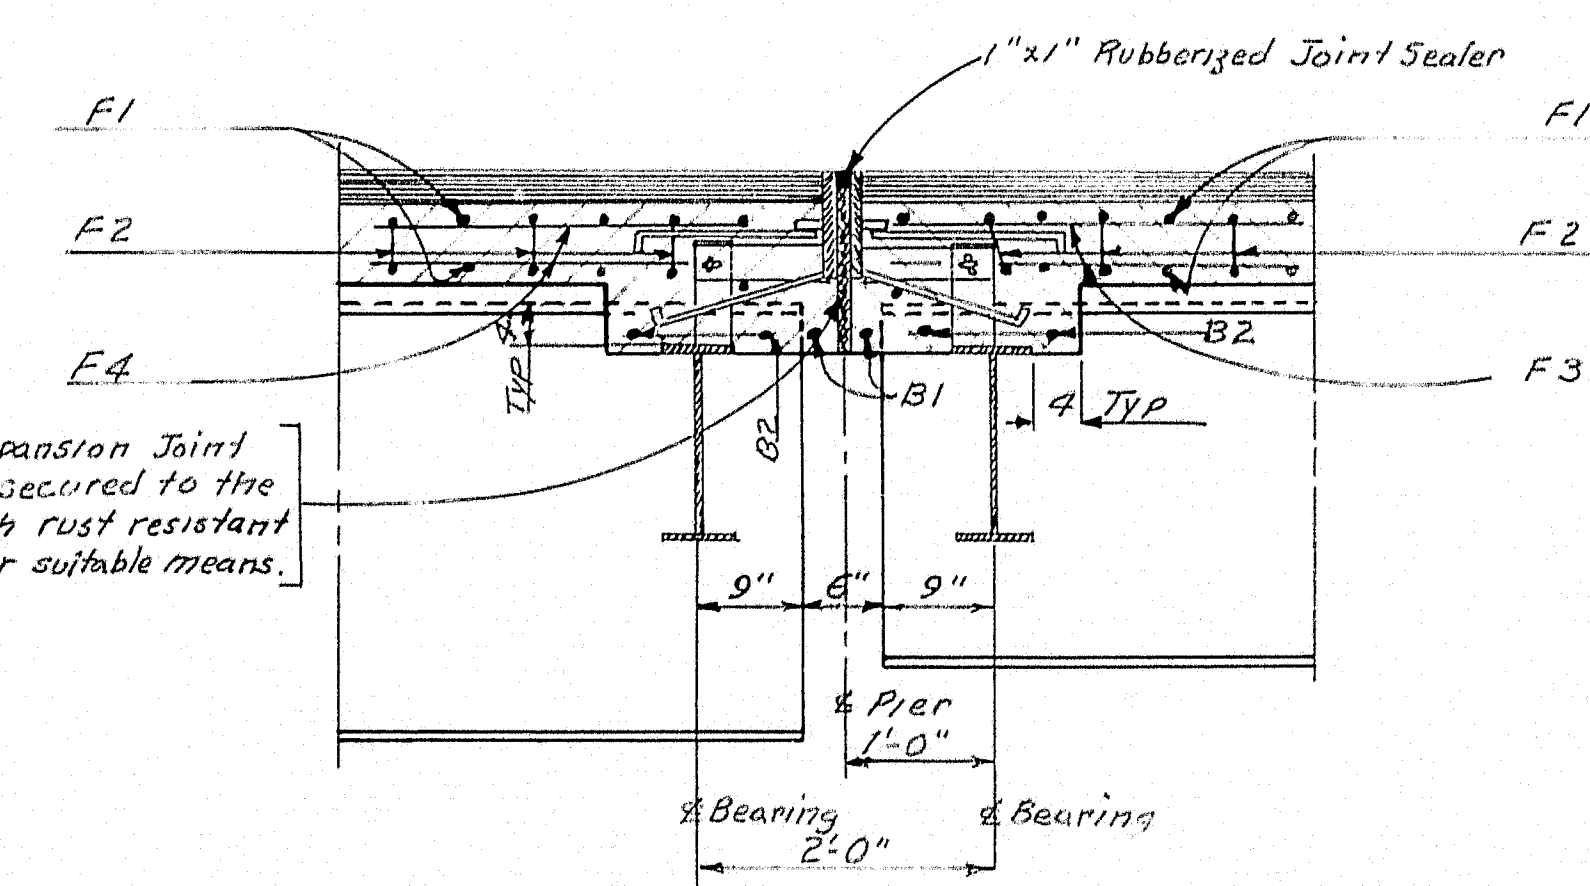 1"x1" Rubberized Joint Sealer
F1
F1
F2
F2
4
TYP
B2
F4
F3
B1
4 TYP
B2
pansion Joint
secured to the
h rust resistant
r suitable means.
9" 6" 9"
℄ Pier
1'-0"
℄ Bearing
℄ Bearing
2'-0"